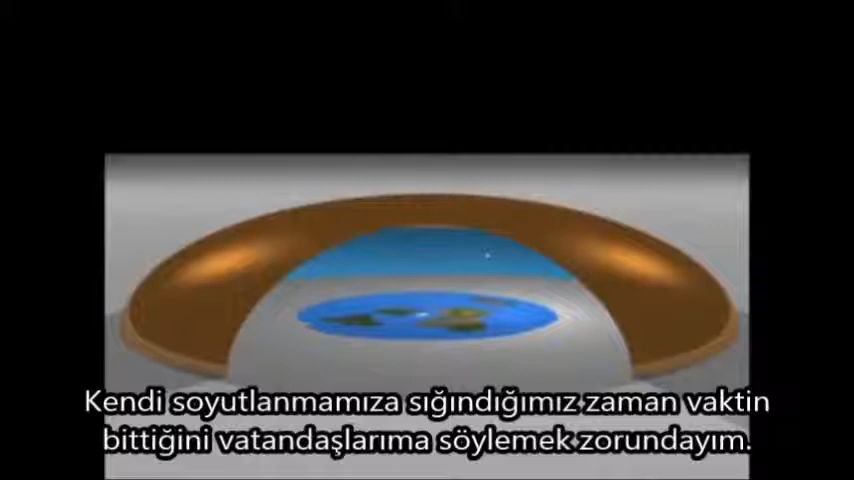 Kendi soyutlanmamıza sığındığımız zaman vaktin
bittiğini vatandaşlarıma söylemek zorundayım.